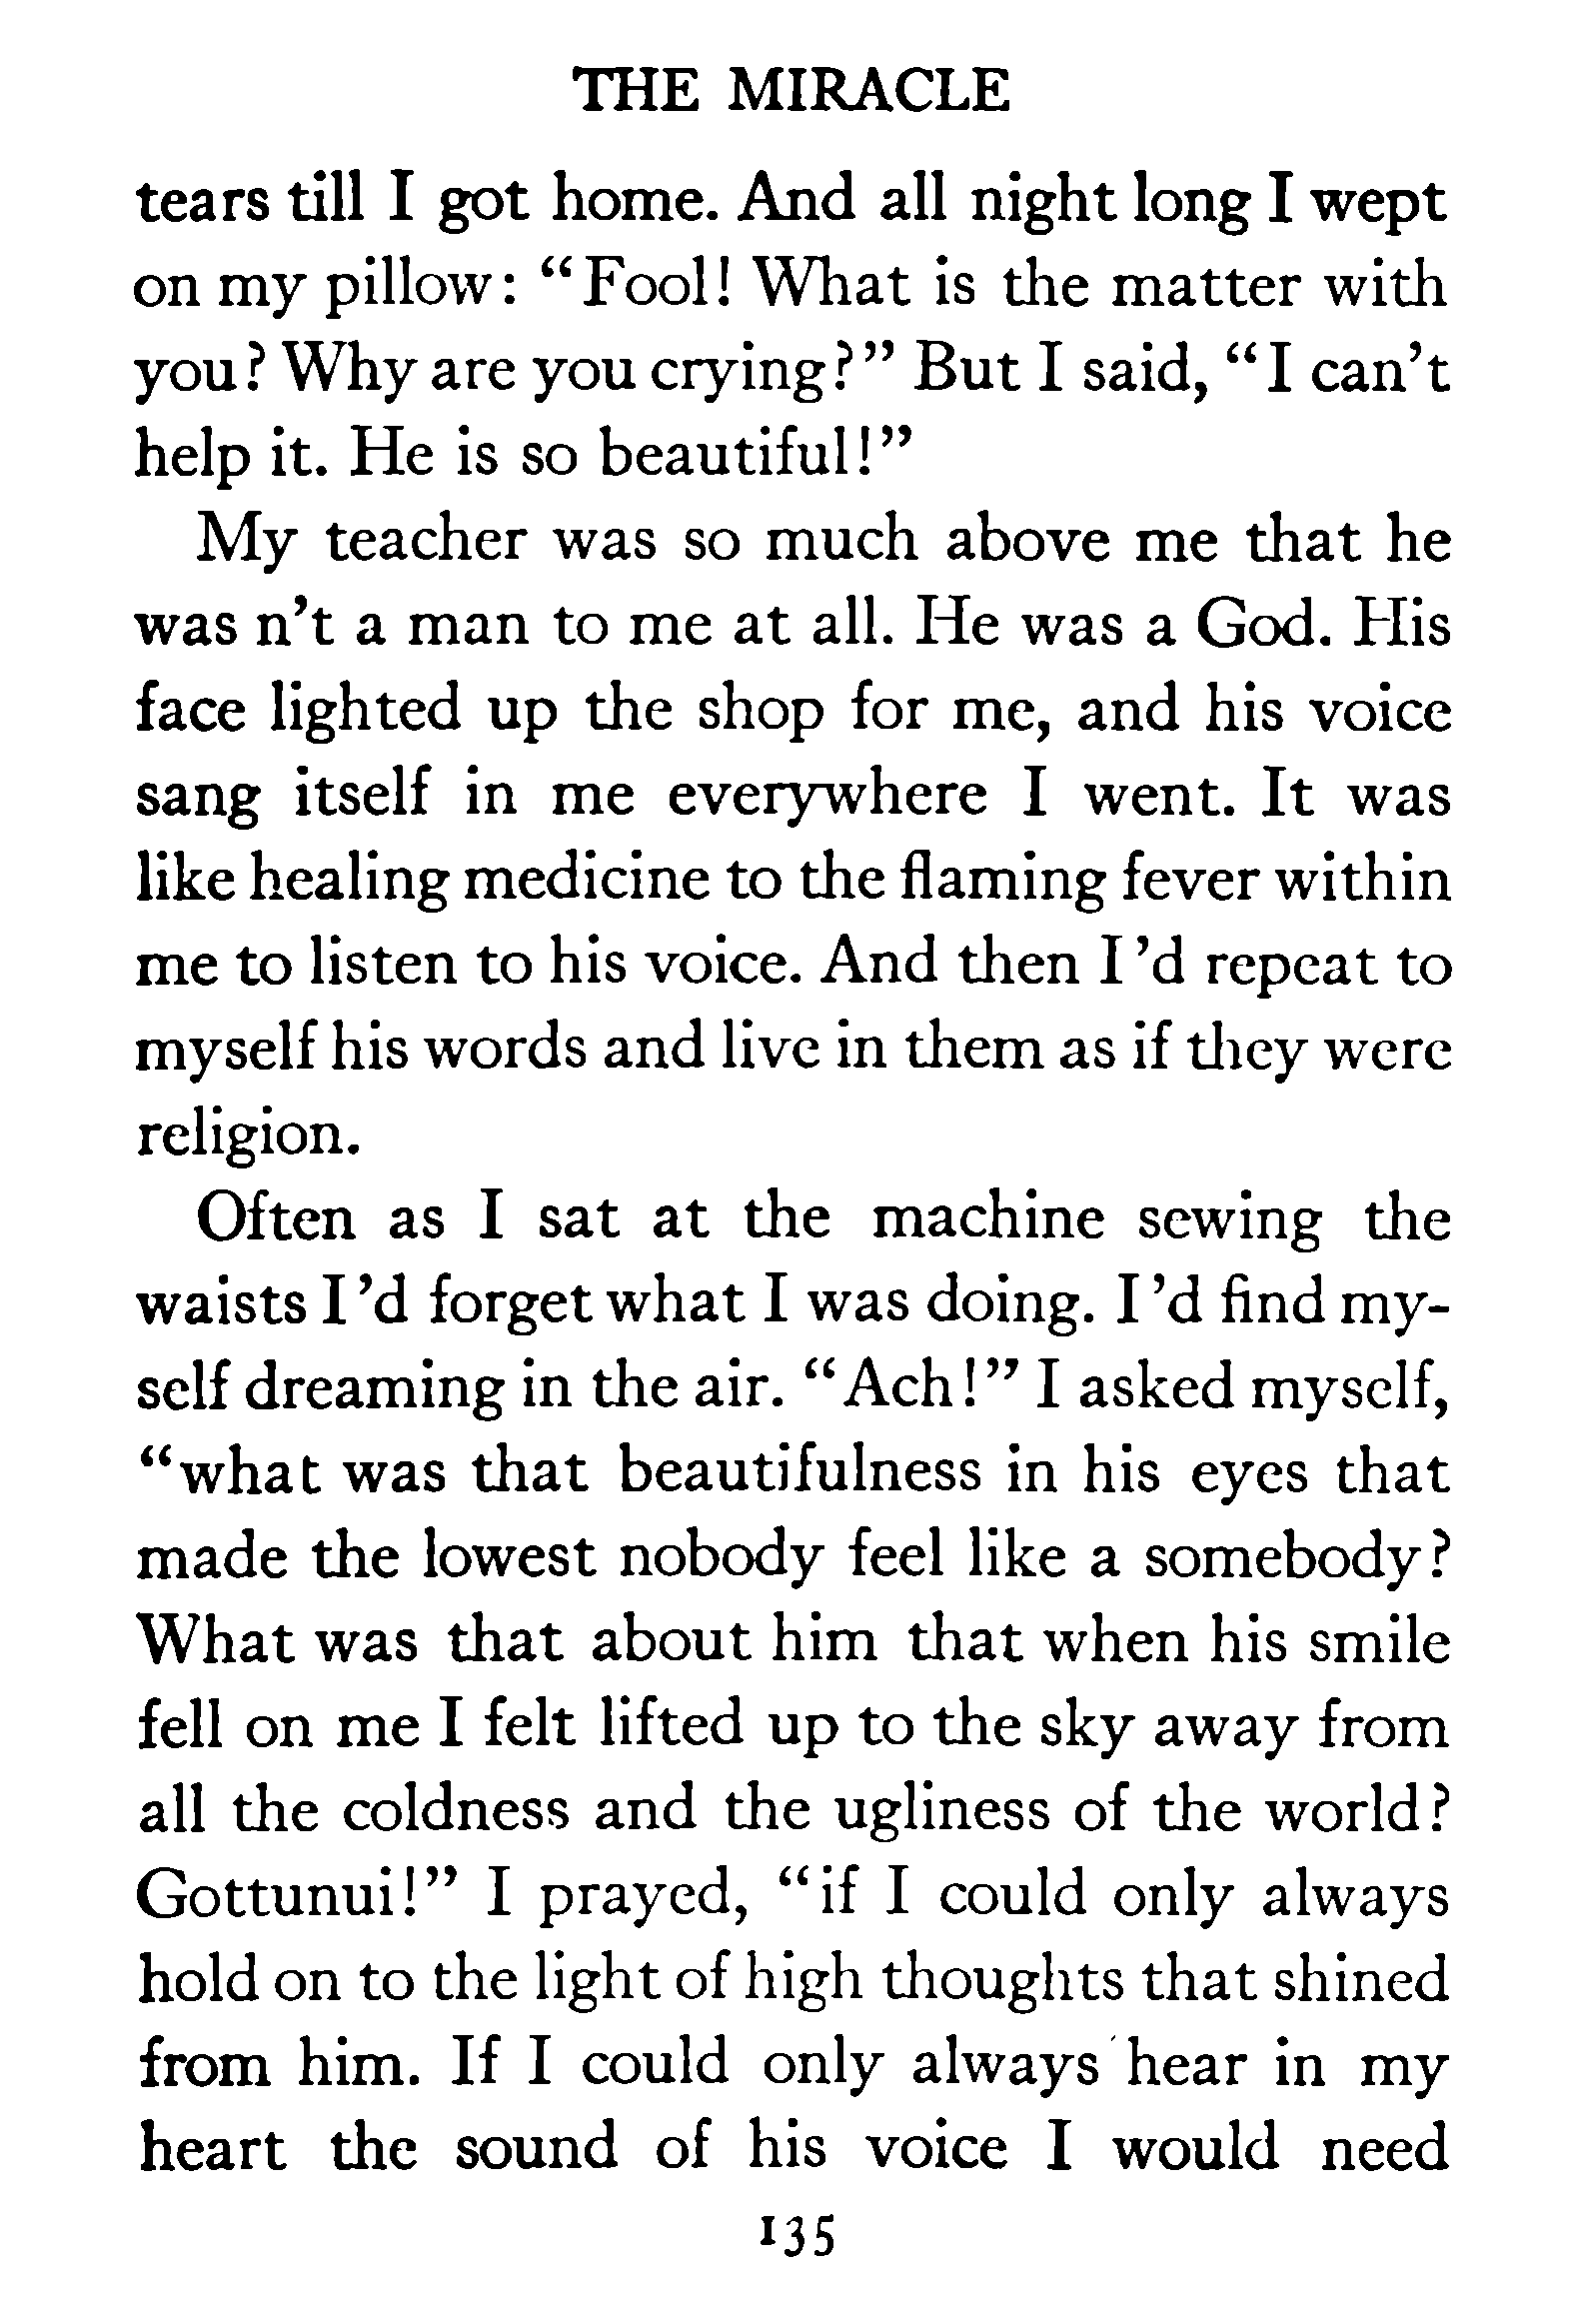 THE MIRACLE
tears till I got home. And all night long I wept
on my pillow: “Fool! What is the matter with
you? Why are you crying?” But I said, “I can’t
help it. He is so beautiful!”
My teacher was so much above me that he
was n’t a man to me at all. He was a God. His
face lighted up the shop for me, and his voice
sang itself in me everywhere I went. It was
like healing medicine to the flaming fever within
me to listen to his voice. And then I ’d repeat to
myself his words and live in them as if they were
religion.
Often as I sat at the machine sewing the
waists I ’d forget what I was doing. I ’d find my-
self dreaming in the air. “Ach!” I asked myself,
“what was that beautifulness in his eyes that
made the lowest nobody feel like a somebody?
What was that about him that when his smile
fell on me I felt lifted up to the sky away from
all the coldness and the ugliness of the world?
Gottunui!” I prayed, “if I could only always
hold on to the light of high thoughts that shined
from him. If I could only always hear in my
heart the sound of his voice I would need
135